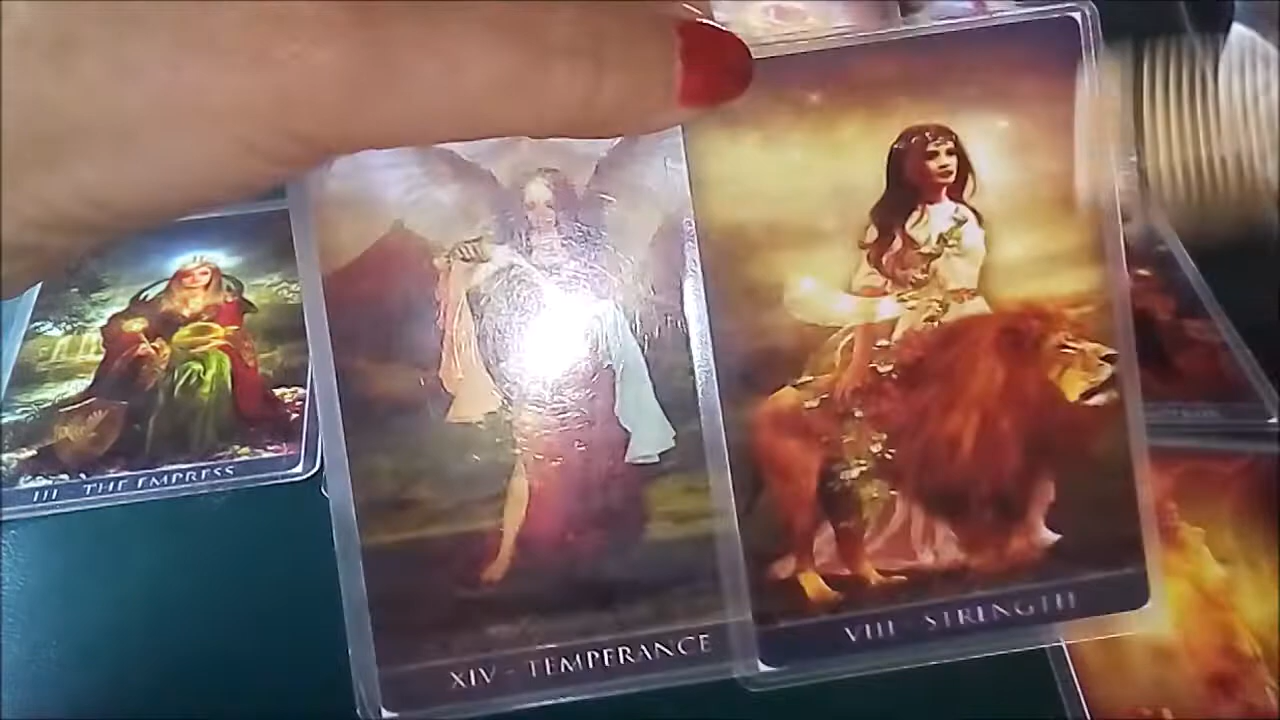 III - THE EMPRESS
XIV - TEMPERANCE
VIII - STRENGTH